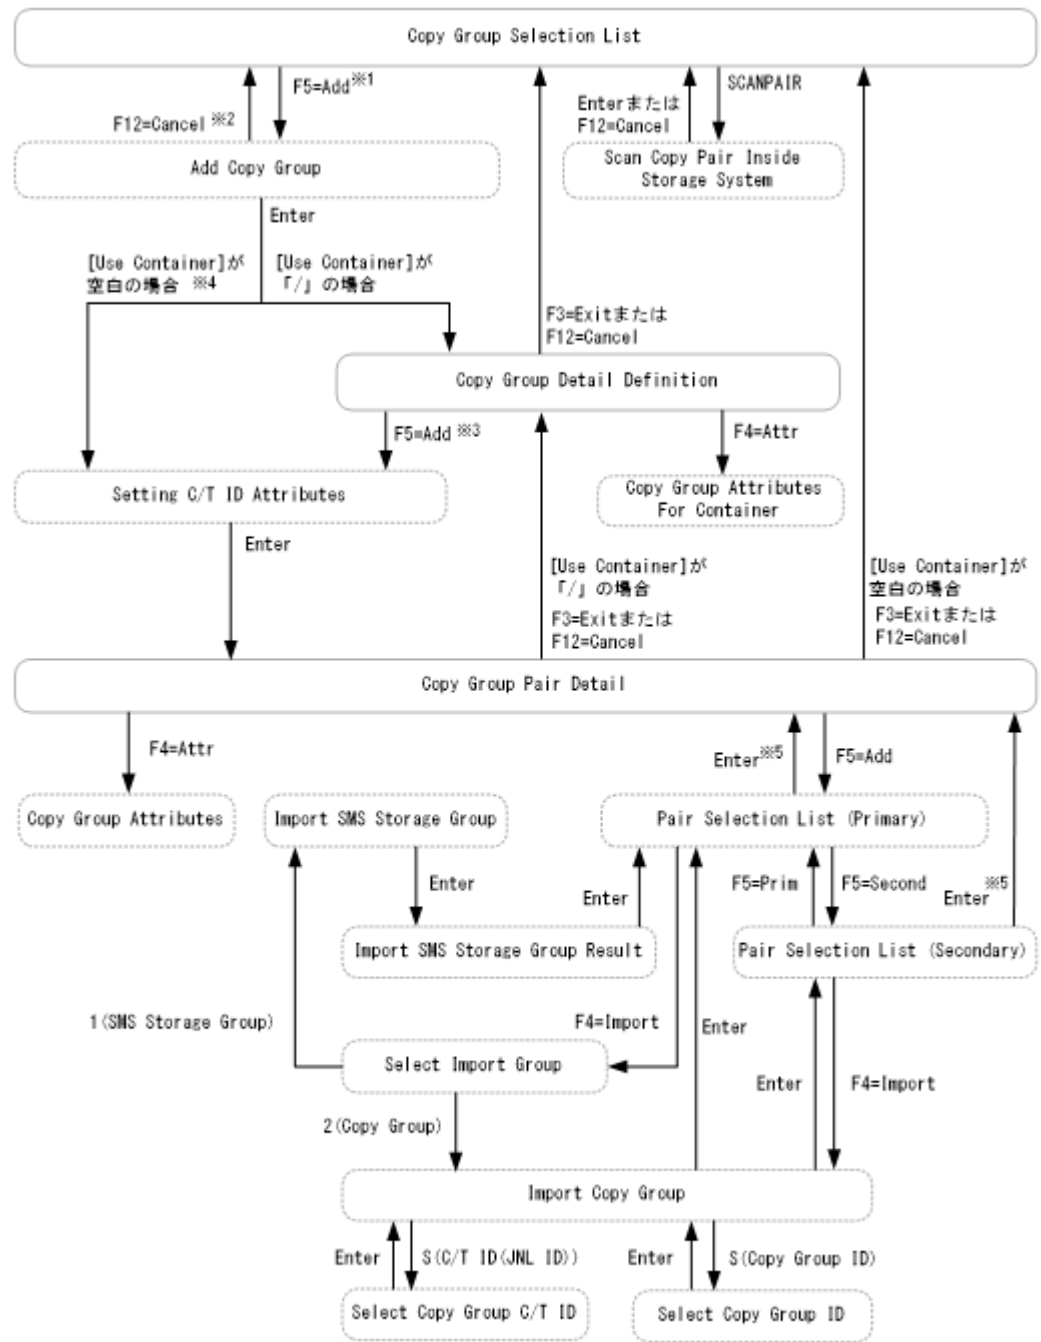 Copy Group Selection List
F5=Add※1
F12=Cancel ※2
Enterまたは
F12=Cancel
SCANPAIR
Add Copy Group
Scan Copy Pair Inside
Storage System
Enter
[Use Container]が
空白の場合 ※4
[Use Container]が
「/」の場合
F3=Exitまたは
F12=Cancel
Copy Group Detail Definition
F5=Add ※3
F4=Attr
Setting C/T ID Attributes
Copy Group Attributes
For Container
Enter
[Use Container]が
「/」の場合
F3=Exitまたは
F12=Cancel
[Use Container]が
空白の場合
F3=Exitまたは
F12=Cancel
Copy Group Pair Detail
F4=Attr
Enter※5
F5=Add
Copy Group Attributes
Import SMS Storage Group
Pair Selection List (Primary)
Enter
Enter
F5=Prim
F5=Second
Enter※5
Import SMS Storage Group Result
Pair Selection List (Secondary)
1(SMS Storage Group)
F4=Import
Enter
Select Import Group
Enter
F4=Import
2(Copy Group)
Import Copy Group
Enter
S(C/T ID(JNL ID))
Enter
S(Copy Group ID)
Select Copy Group C/T ID
Select Copy Group ID